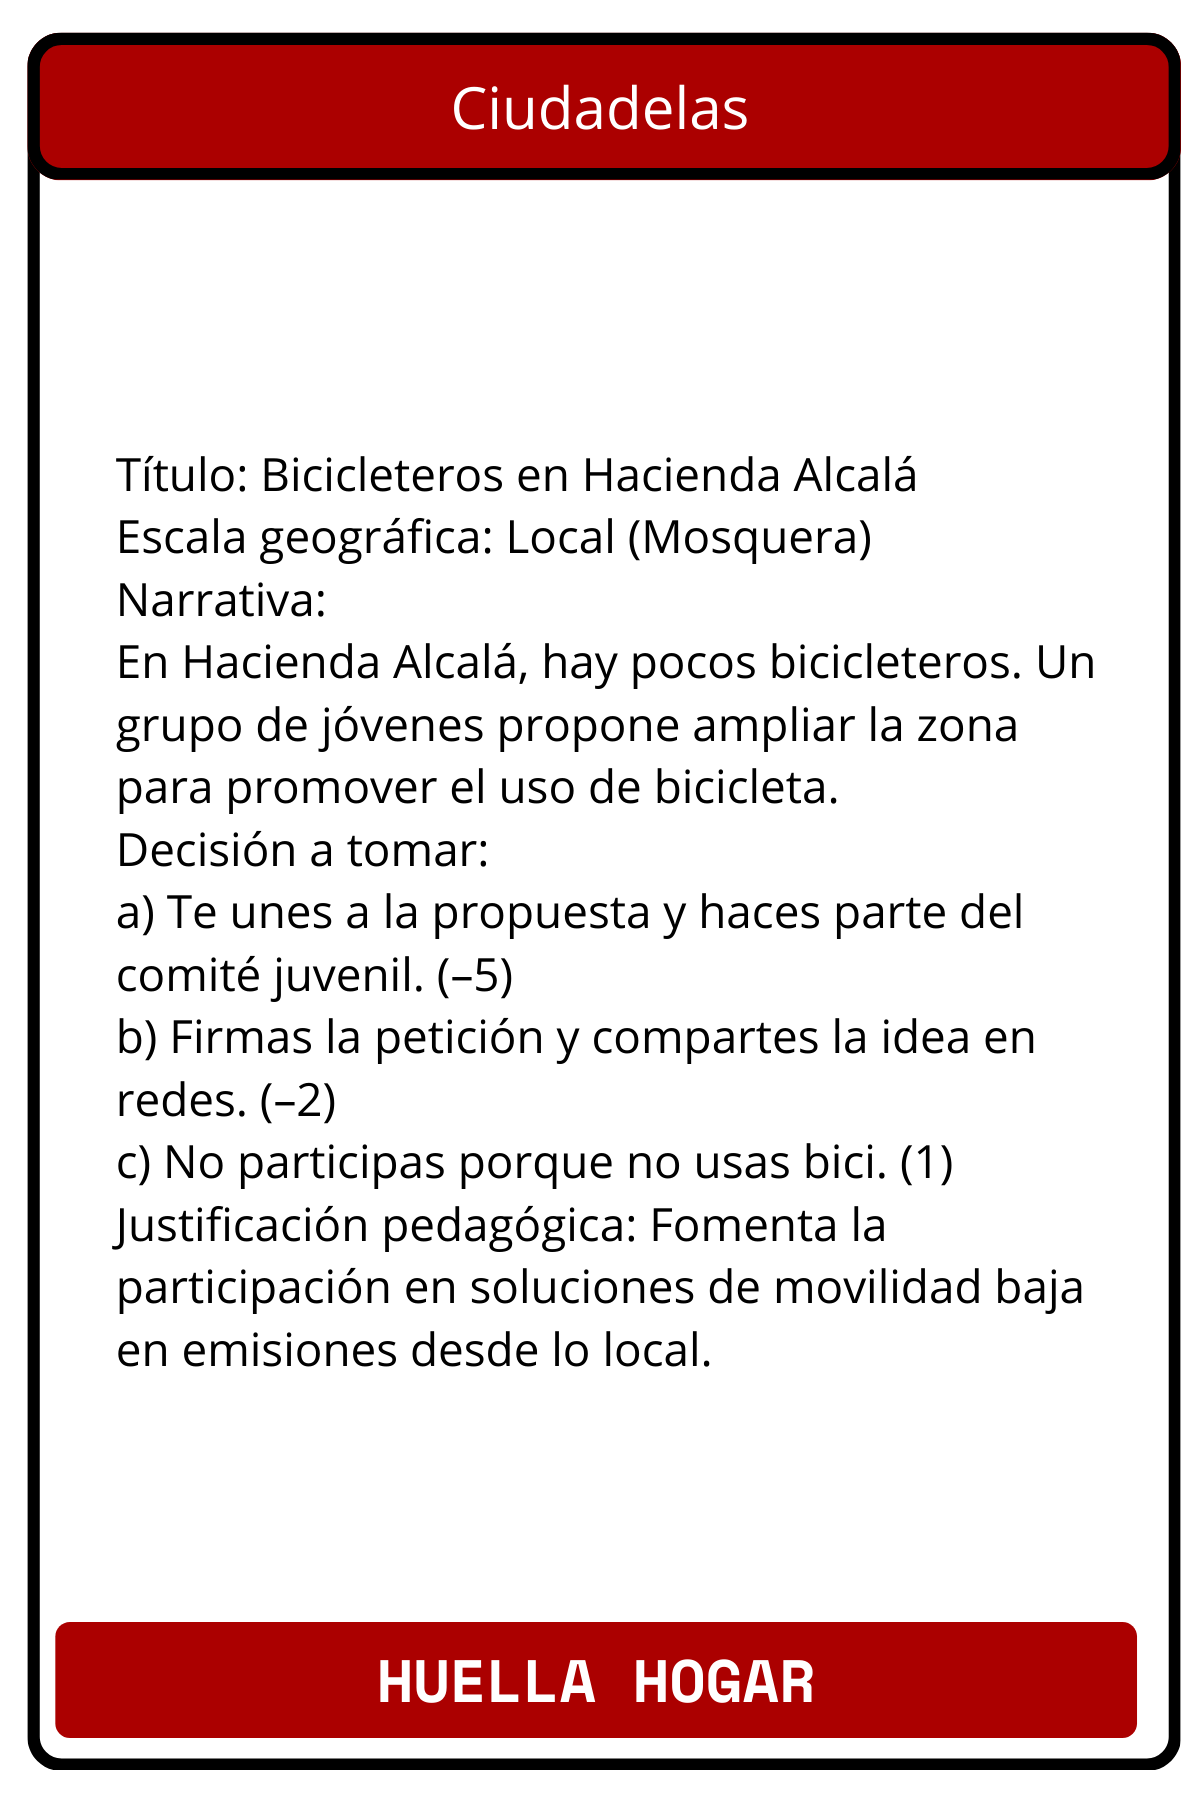 Ciudadelas
Título: Bicicleteros en Hacienda Alcalá
Escala geográfica: Local (Mosquera)
Narrativa:
En Hacienda Alcalá, hay pocos bicicleteros. Un
grupo de jóvenes propone ampliar la zona
para promover el uso de bicicleta.
Decisión a tomar:
a) Te unes a la propuesta y haces parte del
comité juvenil. (–5)
b) Firmas la petición y compartes la idea en
redes. (–2)
c) No participas porque no usas bici. (1)
Justificación pedagógica: Fomenta la
participación en soluciones de movilidad baja
en emisiones desde lo local.
HUELLA HOGAR